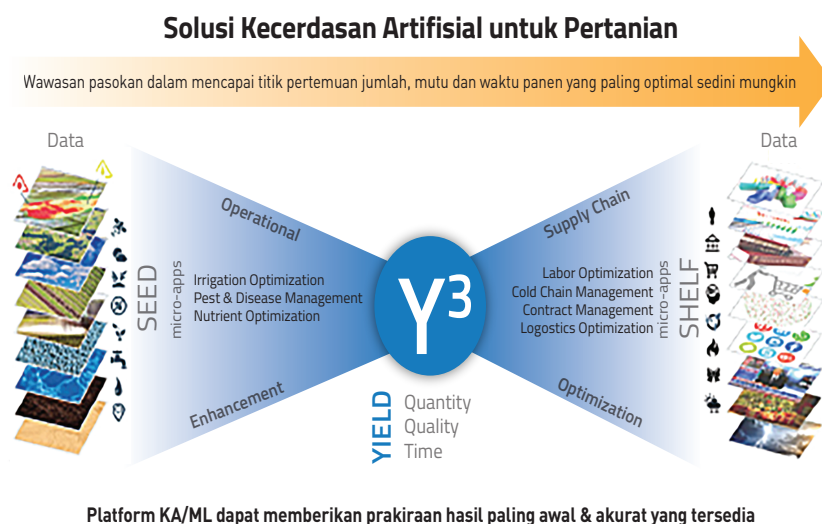 Solusi Kecerdasan Artifisial untuk Pertanian
Wawasan pasokan dalam mencapai titik pertemuan jumlah, mutu dan waktu panen yang paling optimal sedini mungkin
Data
Data
Operational
Supply Chain
SEED
micro-apps
Irrigation Optimization
Pest & Disease Management
Nutrient Optimization
Y³
Labor Optimization
Cold Chain Management
Contract Management
Logostics Optimization
micro-apps
SHELF
Enhancement
Optimization
YIELD
Quantity
Quality
Time
Platform KA/ML dapat memberikan prakiraan hasil paling awal & akurat yang tersedia